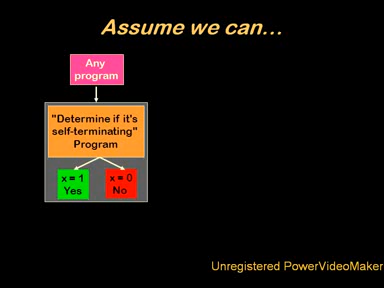 Assume we can...
Any
program
"Determine if it's
self-terminating"
Program
x = 1
Yes
x = 0
No
Unregistered PowerVideoMaker